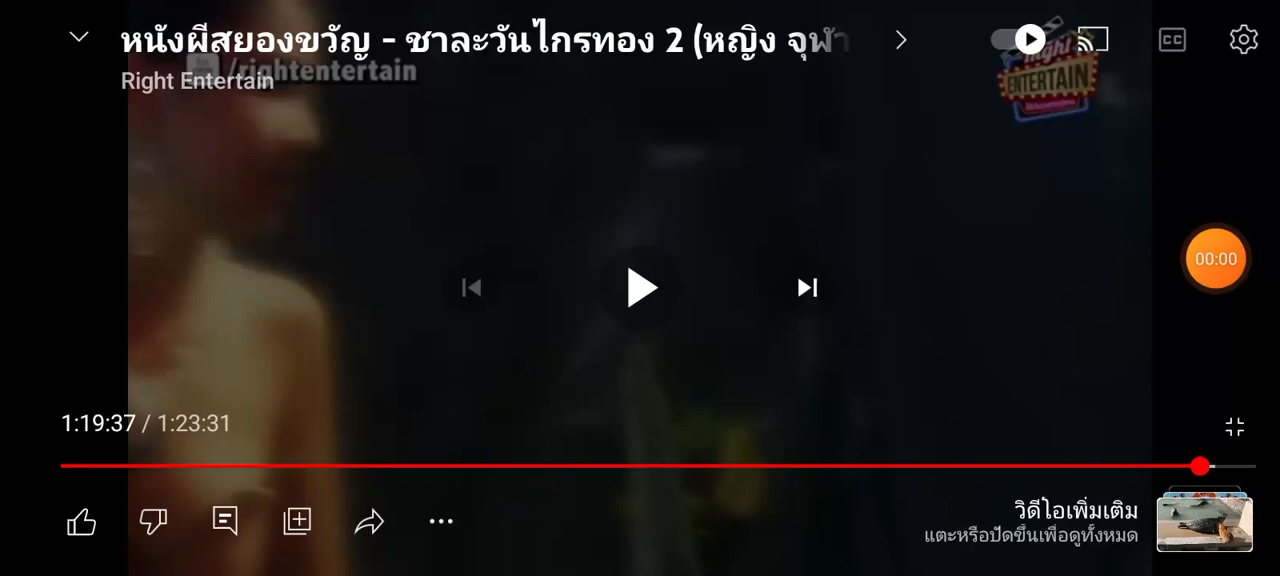 หนังผีสยองขวัญ - ชาละวันไกรทอง 2 (หญิง จุฬา
Right Entertain
/rightentertain
Right
ENTERTAIN
CC
00:00
1:19:37 / 1:23:31
วิดีโอเพิ่มเติม
แตะหรือปัดขึ้นเพื่อดูทั้งหมด